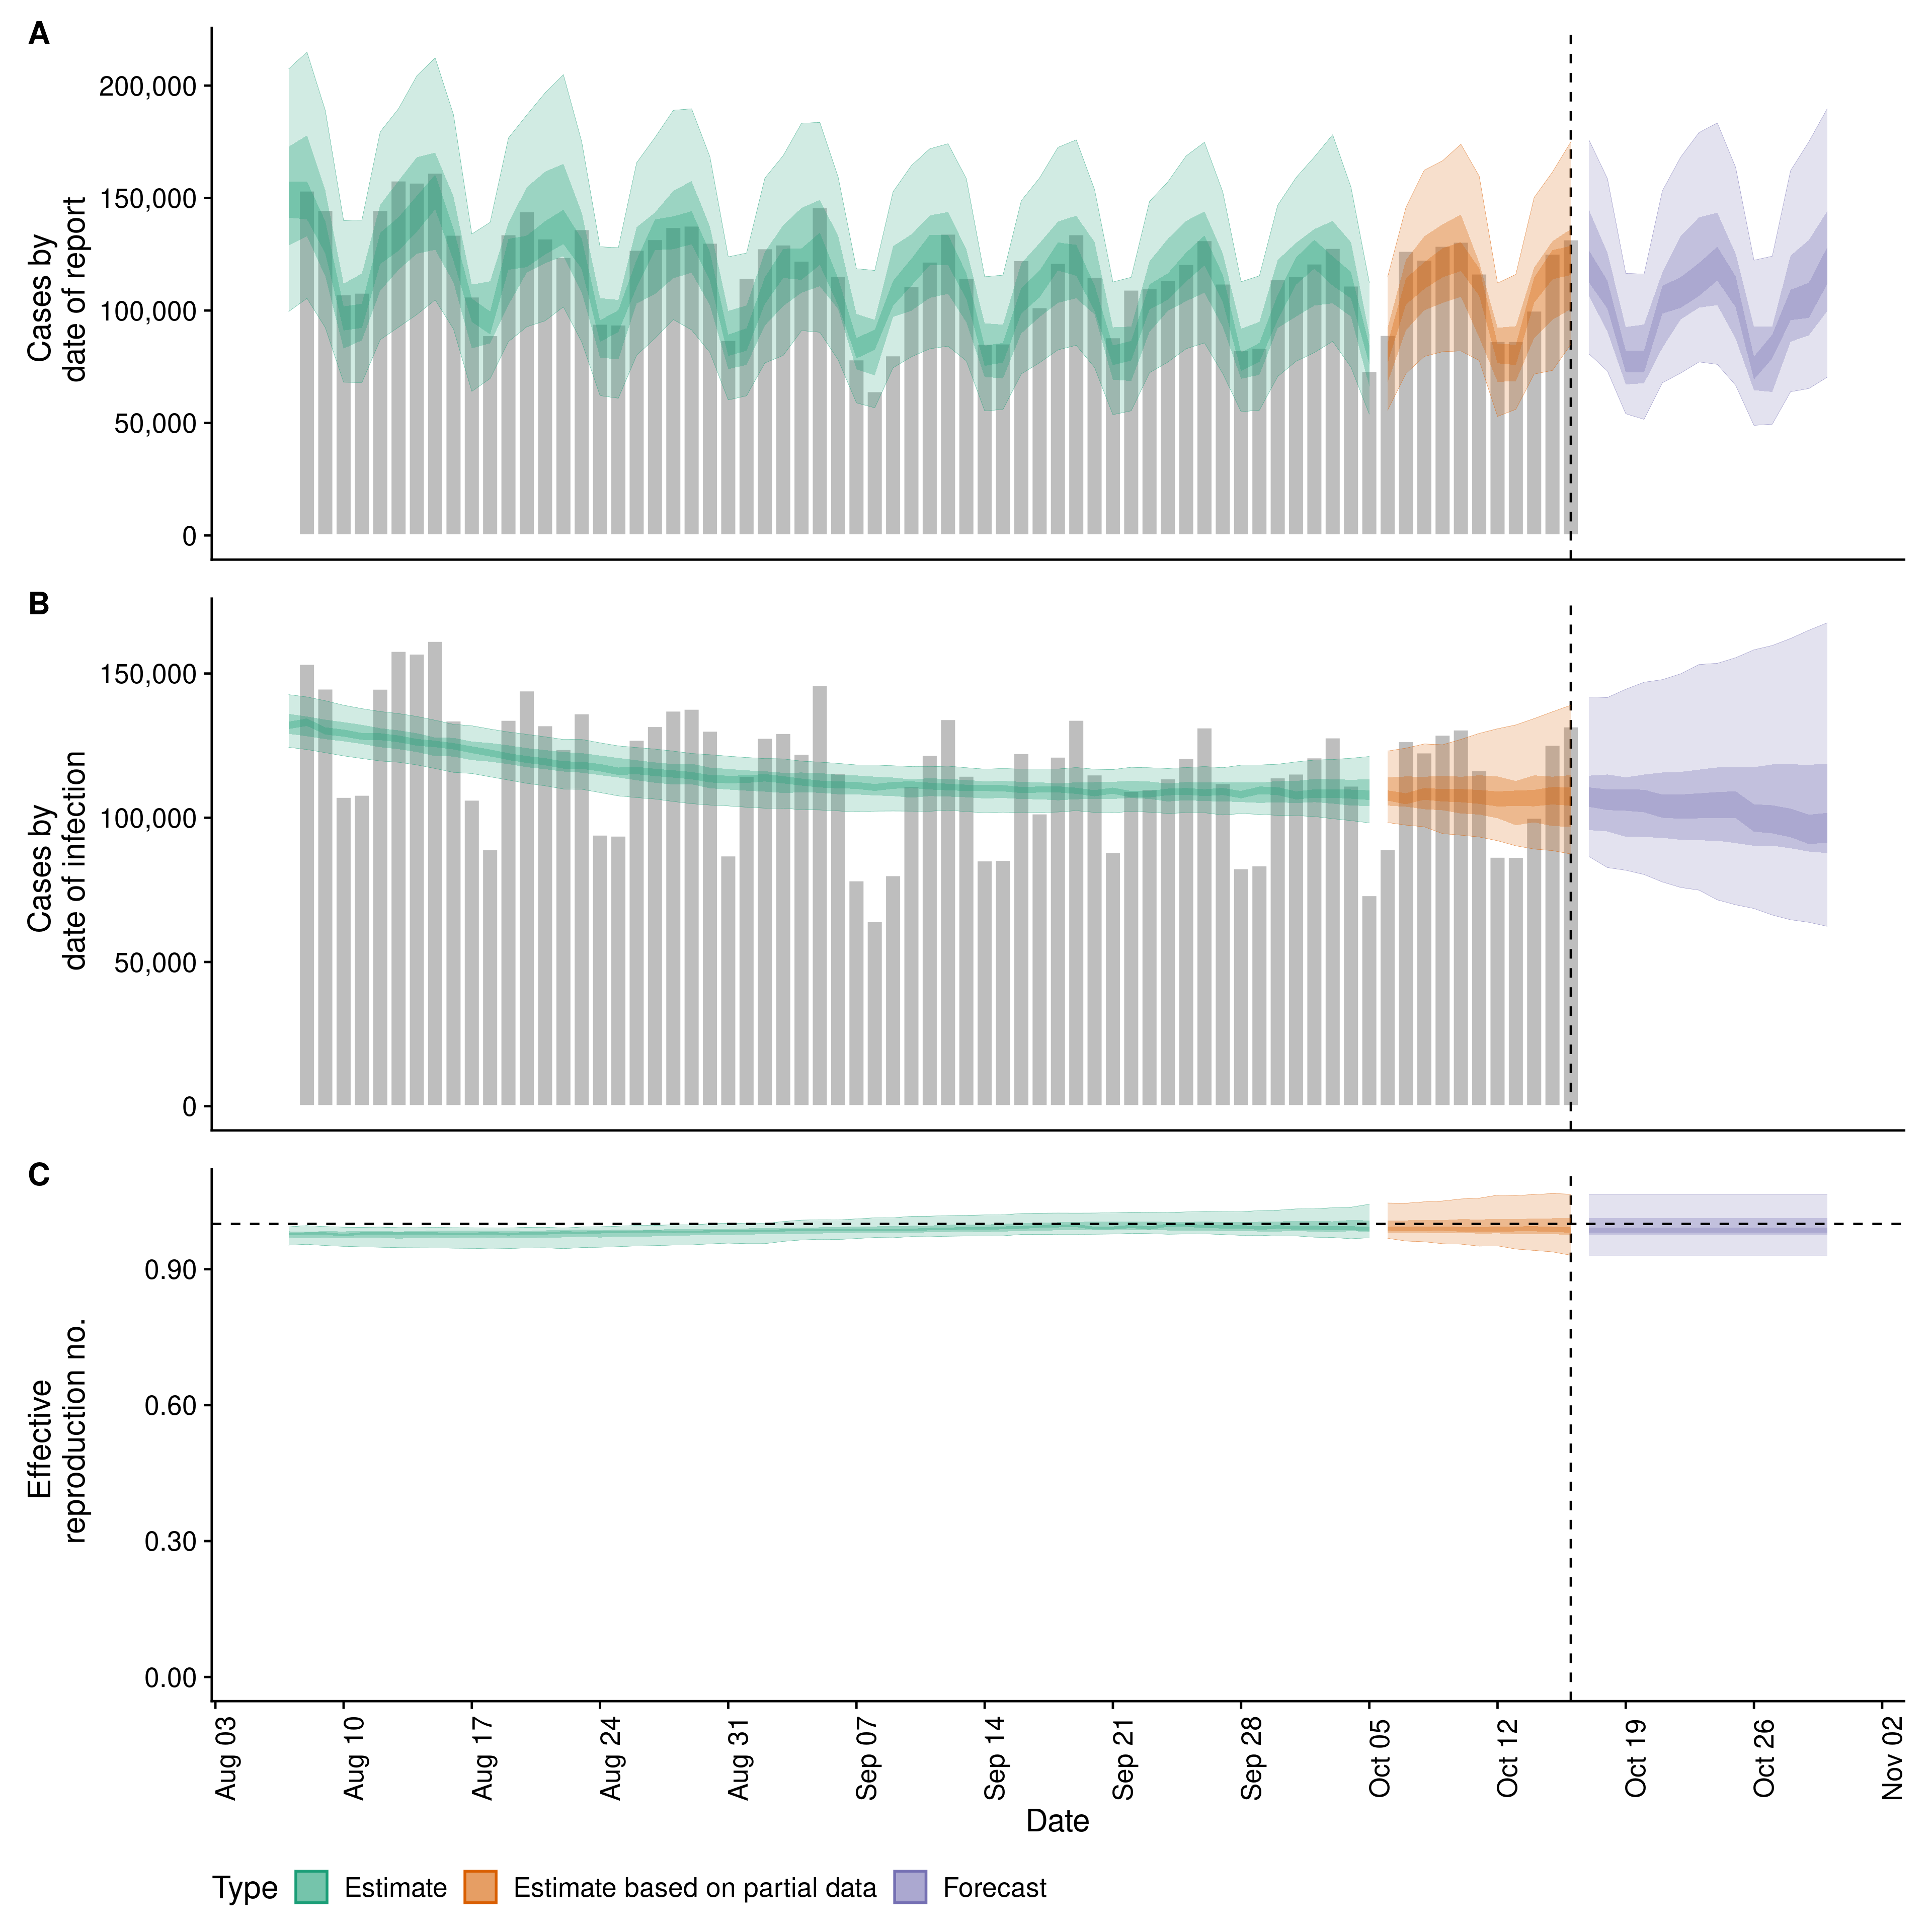 A
200,000
150,000
100,000
50,000
0
Cases by
date of report
B
150,000
100,000
50,000
0
Cases by
date of infection
C
0.90
0.60
0.30
0.00
Effective
reproduction no.
Aug 03
Aug 10
Aug 17
Aug 24
Aug 31
Sep 07
Sep 14
Sep 21
Sep 28
Oct 05
Oct 12
Oct 19
Oct 26
Nov 02
Date
Type Estimate Estimate based on partial data Forecast